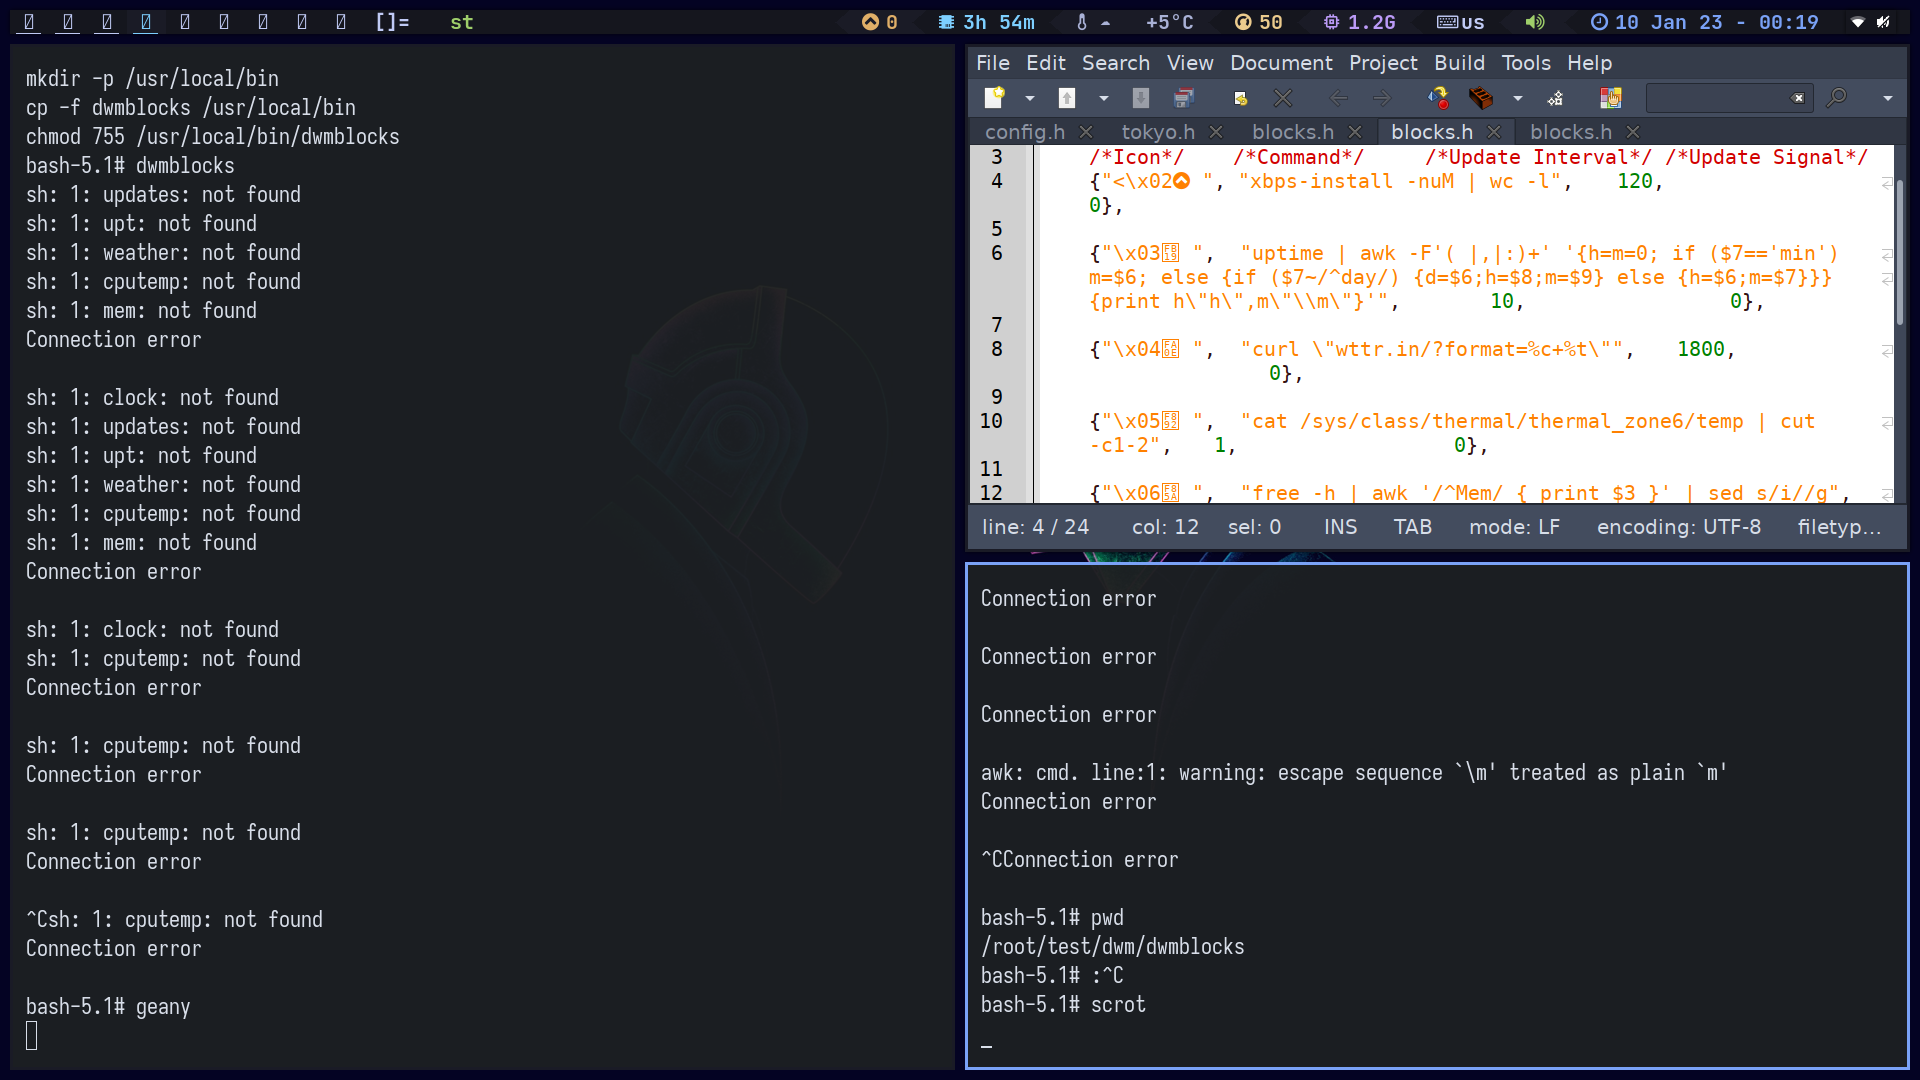 []= st 0 3h 54m +5°C 50 1.2G us 10 Jan 23 - 00:19
mkdir -p /usr/local/bin
cp -f dwmblocks /usr/local/bin
chmod 755 /usr/local/bin/dwmblocks
bash-5.1# dwmblocks
sh: 1: updates: not found
sh: 1: upt: not found
sh: 1: weather: not found
sh: 1: cputemp: not found
sh: 1: mem: not found
Connection error
sh: 1: clock: not found
sh: 1: updates: not found
sh: 1: upt: not found
sh: 1: weather: not found
sh: 1: cputemp: not found
sh: 1: mem: not found
Connection error
sh: 1: clock: not found
sh: 1: cputemp: not found
Connection error
sh: 1: cputemp: not found
Connection error
sh: 1: cputemp: not found
Connection error
^Csh: 1: cputemp: not found
Connection error
bash-5.1# geany
File Edit Search View Document Project Build Tools Help
config.h tokyo.h blocks.h blocks.h blocks.h
3 /*Icon*/ /*Command*/ /*Update Interval*/ /*Update Signal*/
4 {"<\x02 ", "xbps-install -nuM | wc -l", 120,
0},
5
6 {"\x03 ", "uptime | awk -F'( |,|:)+' '{h=m=0; if ($7=='min')
m=$6; else {if ($7~/^day/) {d=$6;h=$8;m=$9} else {h=$6;m=$7}}}
{print h\"h\",m\"\\m\"}'", 10, 0},
7
8 {"\x04 ", "curl \"wttr.in/?format=%c+%t\"", 1800,
0},
9
10 {"\x05 ", "cat /sys/class/thermal/thermal_zone6/temp | cut
-c1-2", 1, 0},
11
12 {"\x06 ", "free -h | awk '/^Mem/ { print $3 }' | sed s/i//g",
line: 4 / 24 col: 12 sel: 0 INS TAB mode: LF encoding: UTF-8 filetyp...
Connection error
Connection error
Connection error
awk: cmd. line:1: warning: escape sequence `\m' treated as plain `m'
Connection error
^CConnection error
bash-5.1# pwd
/root/test/dwm/dwmblocks
bash-5.1# :^C
bash-5.1# scrot